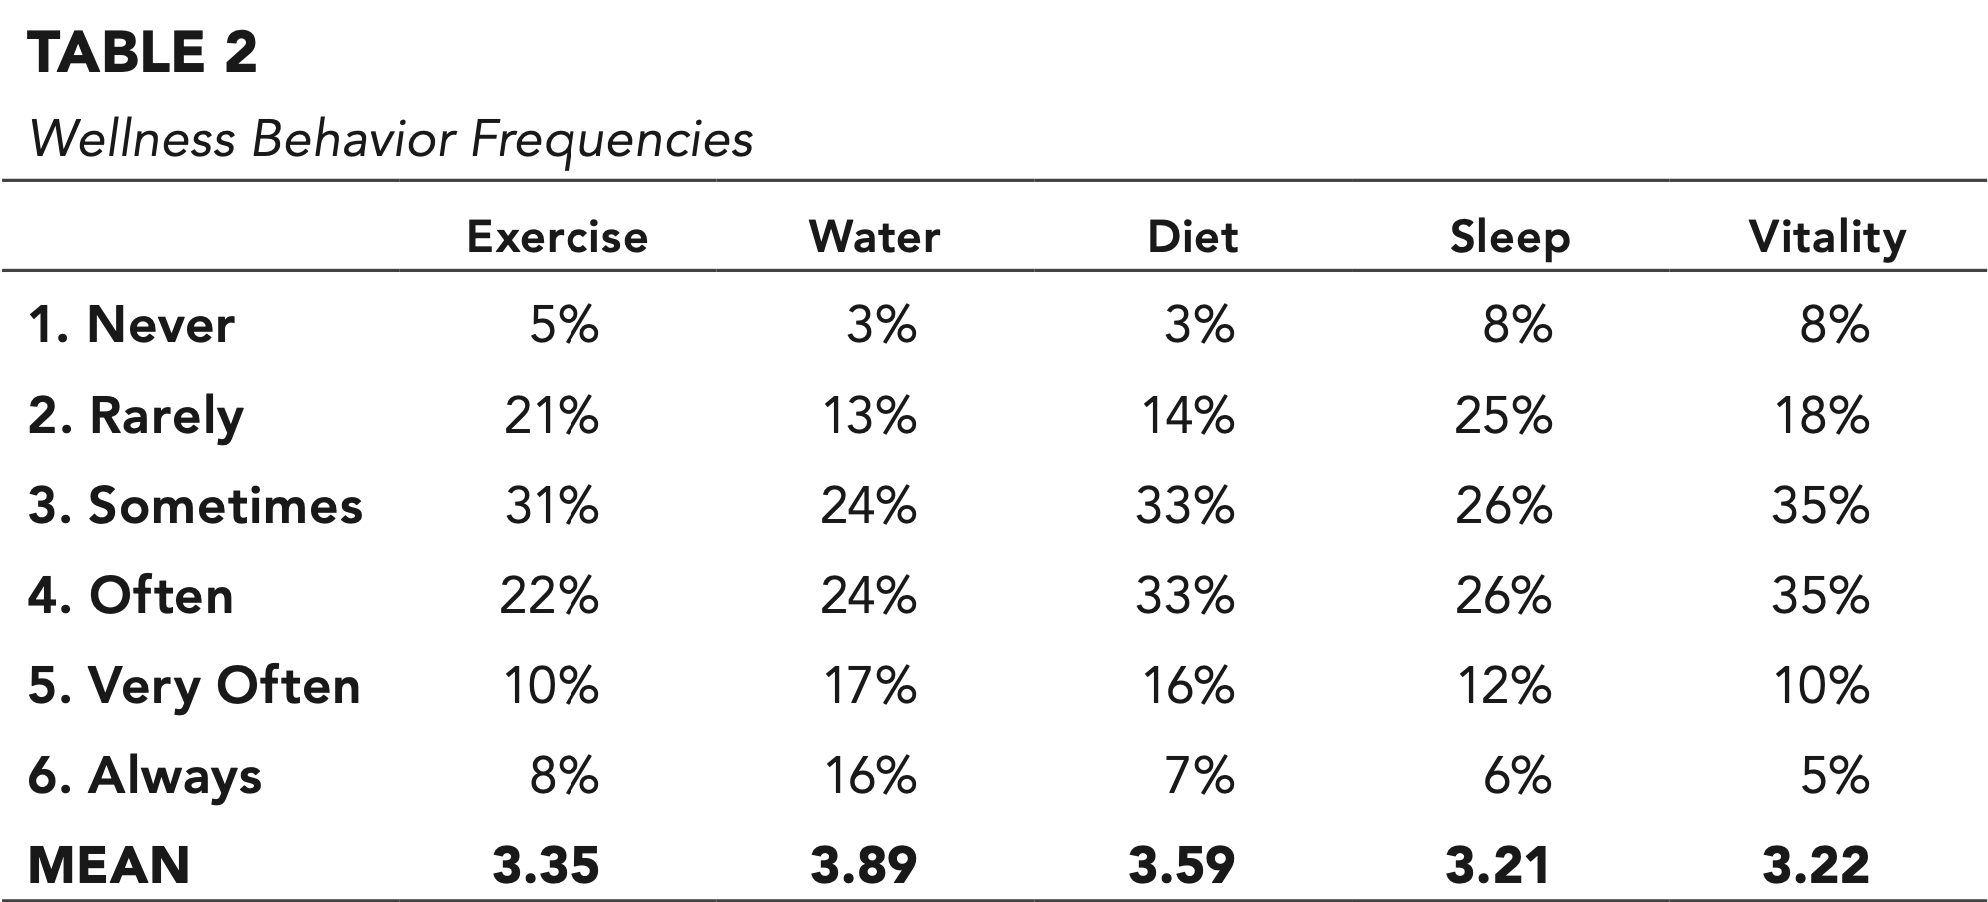 TABLE 2
Wellness Behavior Frequencies
Exercise Water Diet Sleep Vitality
1. Never 5% 3% 3% 8% 8%
2. Rarely 21% 13% 14% 25% 18%
3. Sometimes 31% 24% 33% 26% 35%
4. Often 22% 24% 33% 26% 35%
5. Very Often 10% 17% 16% 12% 10%
6. Always 8% 16% 7% 6% 5%
MEAN 3.35 3.89 3.59 3.21 3.22